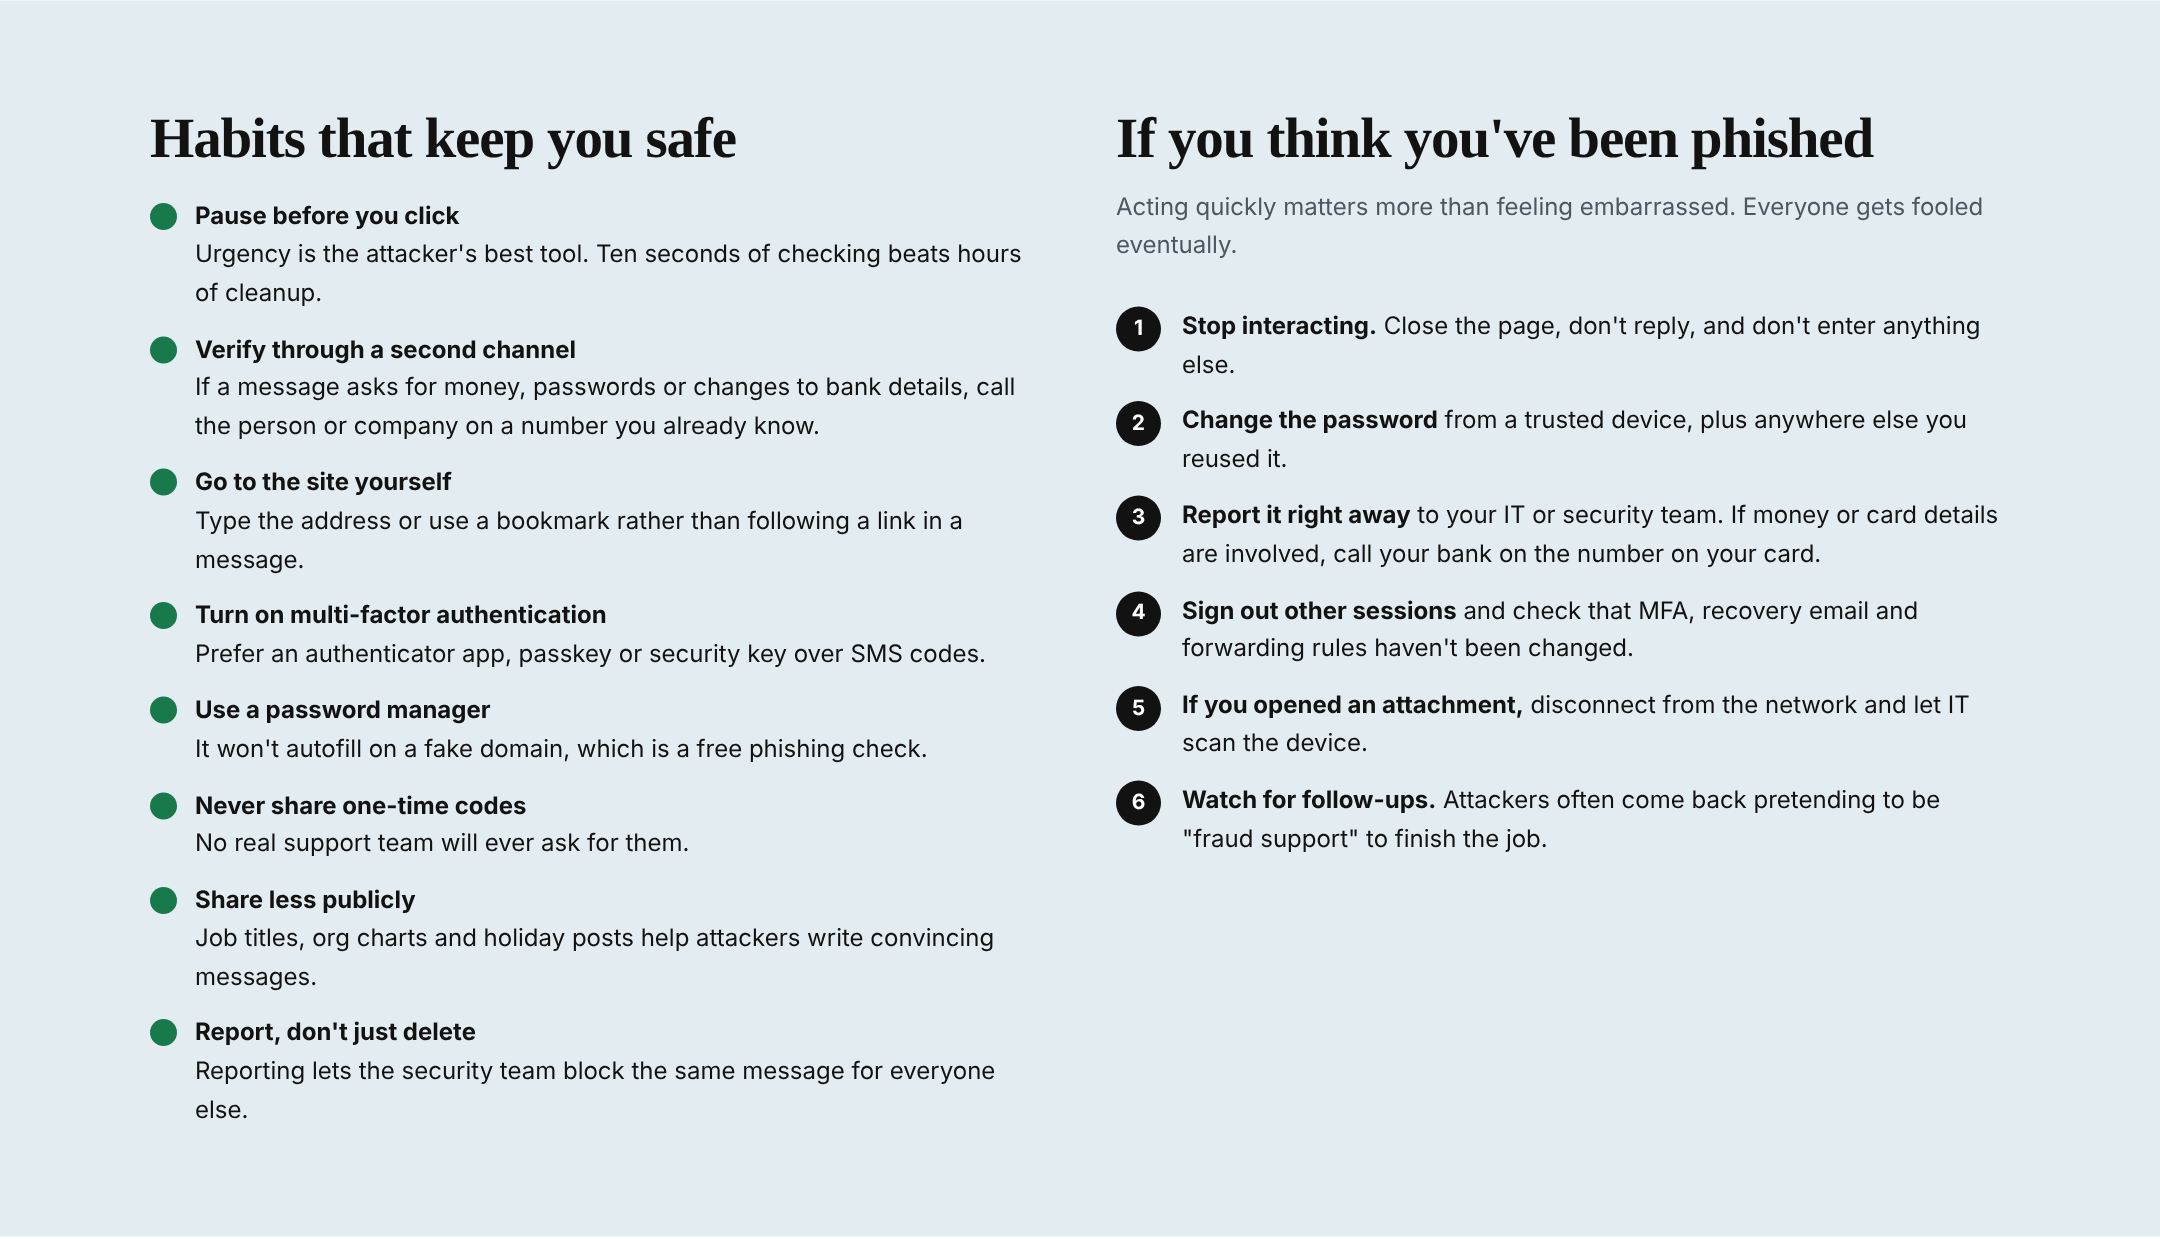 Habits that keep you safe
Pause before you click
Urgency is the attacker's best tool. Ten seconds of checking beats hours
of cleanup.
Verify through a second channel
If a message asks for money, passwords or changes to bank details, call
the person or company on a number you already know.
Go to the site yourself
Type the address or use a bookmark rather than following a link in a
message.
Turn on multi-factor authentication
Prefer an authenticator app, passkey or security key over SMS codes.
Use a password manager
It won't autofill on a fake domain, which is a free phishing check.
Never share one-time codes
No real support team will ever ask for them.
Share less publicly
Job titles, org charts and holiday posts help attackers write convincing
messages.
Report, don't just delete
Reporting lets the security team block the same message for everyone
else.
If you think you've been phished
Acting quickly matters more than feeling embarrassed. Everyone gets fooled
eventually.
1 Stop interacting. Close the page, don't reply, and don't enter anything
else.
2 Change the password from a trusted device, plus anywhere else you
reused it.
3 Report it right away to your IT or security team. If money or card details
are involved, call your bank on the number on your card.
4 Sign out other sessions and check that MFA, recovery email and
forwarding rules haven't been changed.
5 If you opened an attachment, disconnect from the network and let IT
scan the device.
6 Watch for follow-ups. Attackers often come back pretending to be
"fraud support" to finish the job.